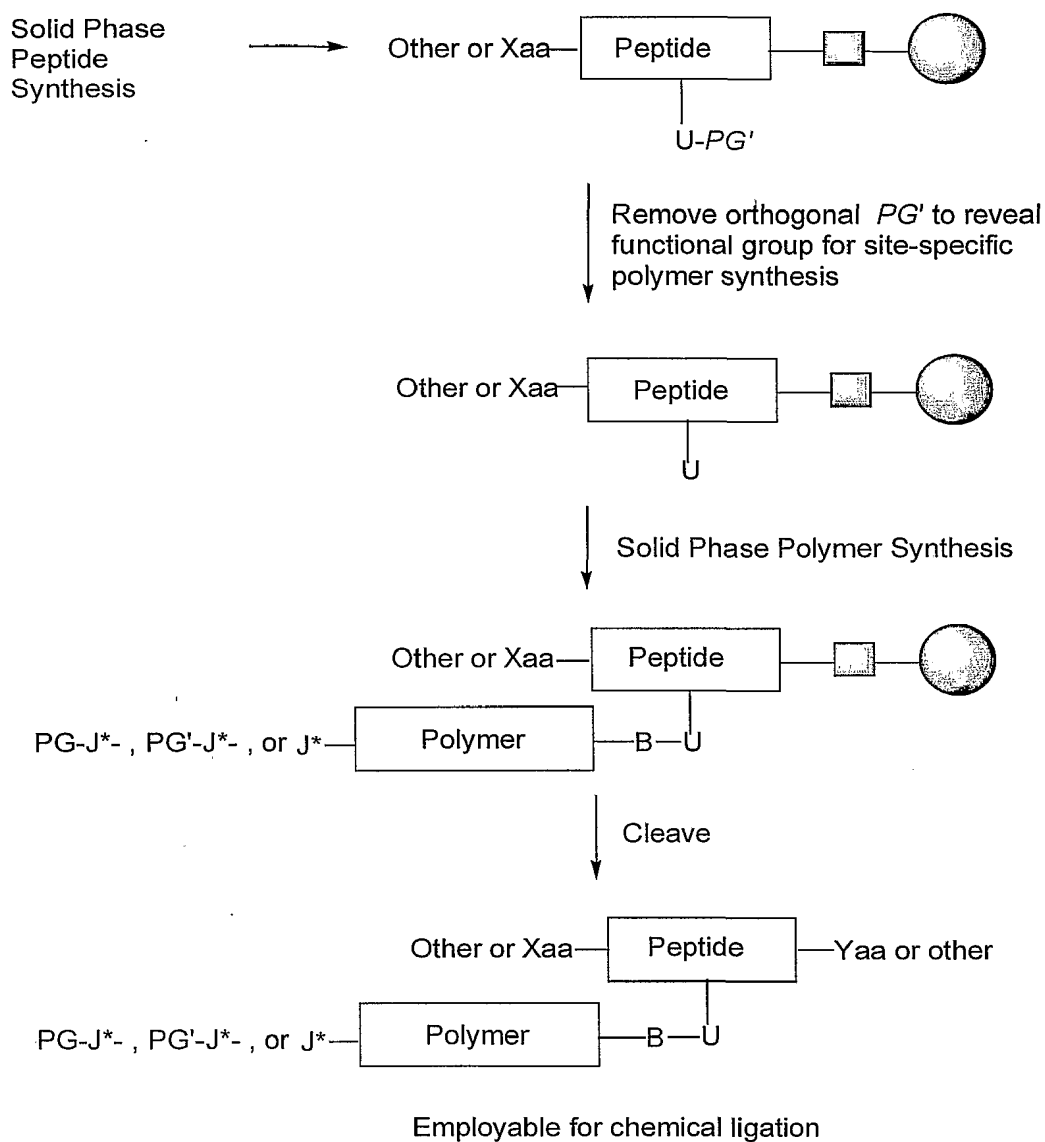 Solid Phase
Peptide
Synthesis
Other or Xaa
Peptide
U-PG'
Remove orthogonal PG' to reveal
functional group for site-specific
polymer synthesis
Other or Xaa
Peptide
U
Solid Phase Polymer Synthesis
Other or Xaa
Peptide
PG-J*- , PG'-J*- , or J*
Polymer
B
U
Cleave
Other or Xaa
Peptide
Yaa or other
PG-J*- , PG'-J*- , or J*
Polymer
B
U
Employable for chemical ligation